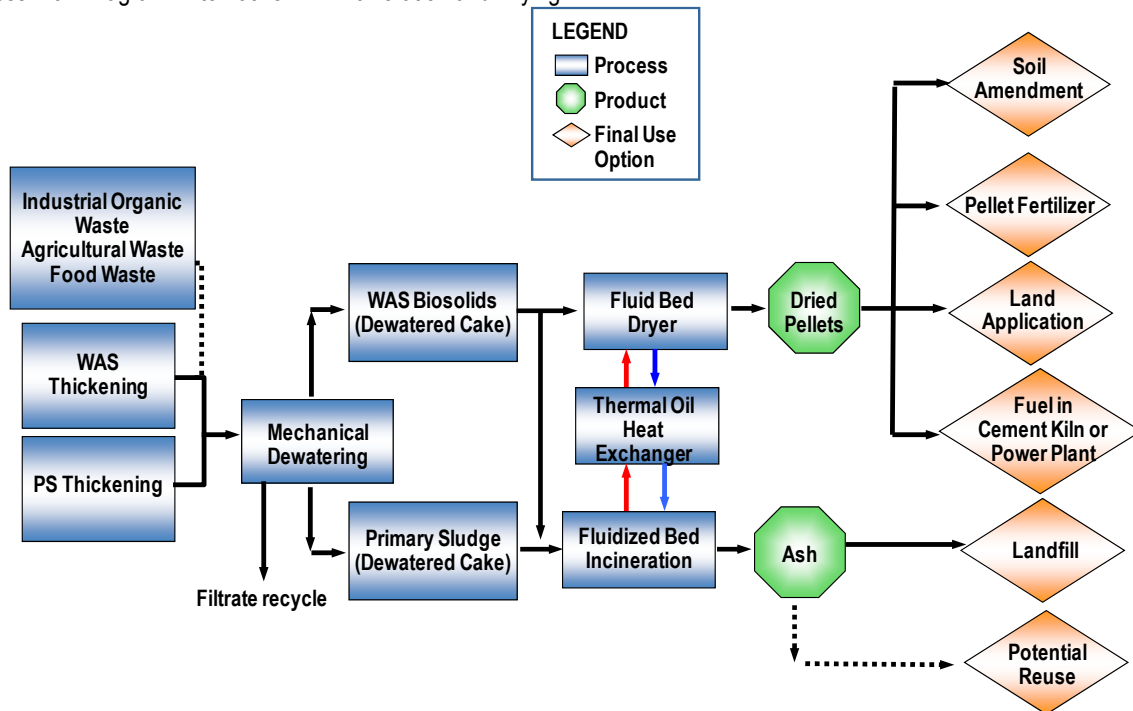 LEGEND
Process
Product
Final Use
Option
Industrial Organic
Waste
Agricultural Waste
Food Waste
WAS
Thickening
PS Thickening
Mechanical
Dewatering
Filtrate recycle
WAS Biosolids
(Dewatered Cake)
Primary Sludge
(Dewatered Cake)
Fluid Bed
Dryer
Thermal Oil
Heat
Exchanger
Fluidized Bed
Incineration
Dried
Pellets
Ash
Soil
Amendment
Pellet Fertilizer
Land
Application
Fuel in
Cement Kiln or
Power Plant
Landfill
Potential
Reuse